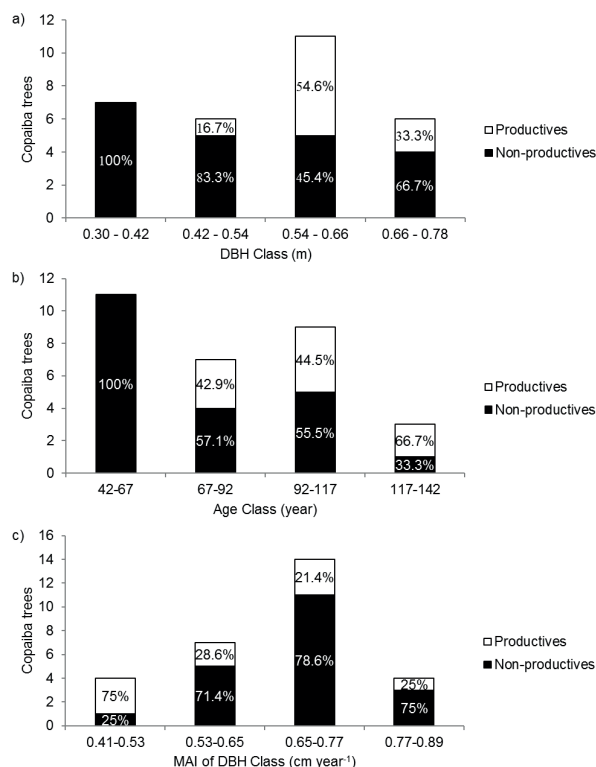 a)
12
10
8
6
4
2
0
Copaiba trees
100%
16.7%
83.3%
54.6%
45.4%
33.3%
66.7%
Productives
Non-productives
0.30 - 0.42
0.42 - 0.54
0.54 - 0.66
0.66 - 0.78
DBH Class (m)
b)
12
10
8
6
4
2
0
Copaiba trees
100%
42.9%
57.1%
44.5%
55.5%
66.7%
33.3%
Productives
Non-productives
42-67
67-92
92-117
117-142
Age Class (year)
c)
16
14
12
10
8
6
4
2
0
Copaiba trees
75%
25%
28.6%
71.4%
21.4%
78.6%
25%
75%
Productives
Non-productives
0.41-0.53
0.53-0.65
0.65-0.77
0.77-0.89
MAI of DBH Class (cm year⁻¹)